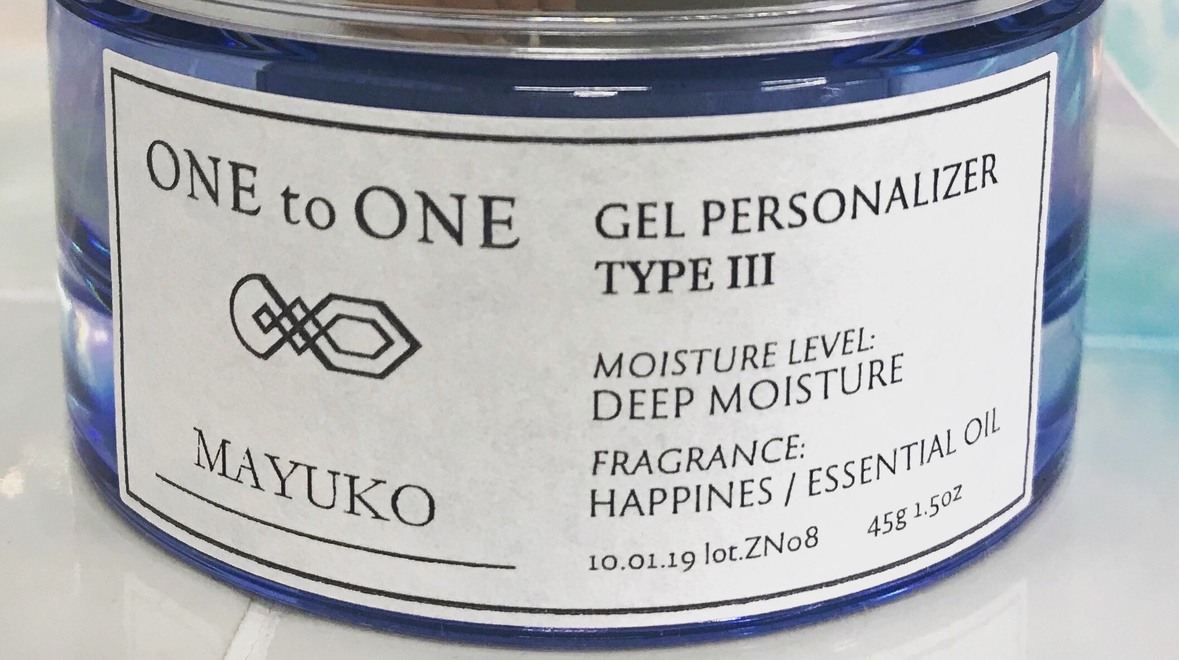 ONE to ONE
MAYUKO
GEL PERSONALIZER
TYPE III
MOISTURE LEVEL:
DEEP MOISTURE
FRAGRANCE:
HAPPINES / ESSENTIAL OIL
10.01.19 lot.ZN08 45g 1.5oz